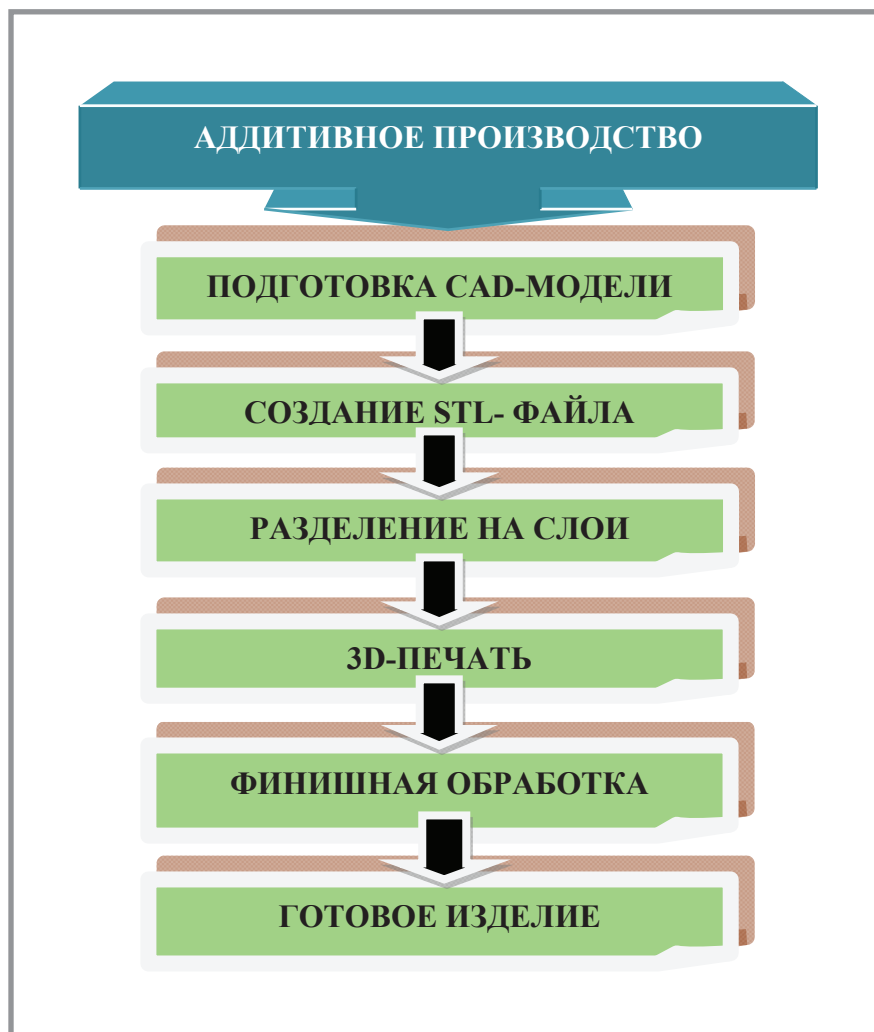 АДДИТИВНОЕ ПРОИЗВОДСТВО
ПОДГОТОВКА CAD-МОДЕЛИ
СОЗДАНИЕ STL- ФАЙЛА
РАЗДЕЛЕНИЕ НА СЛОИ
3D-ПЕЧАТЬ
ФИНИШНАЯ ОБРАБОТКА
ГОТОВОЕ ИЗДЕЛИЕ